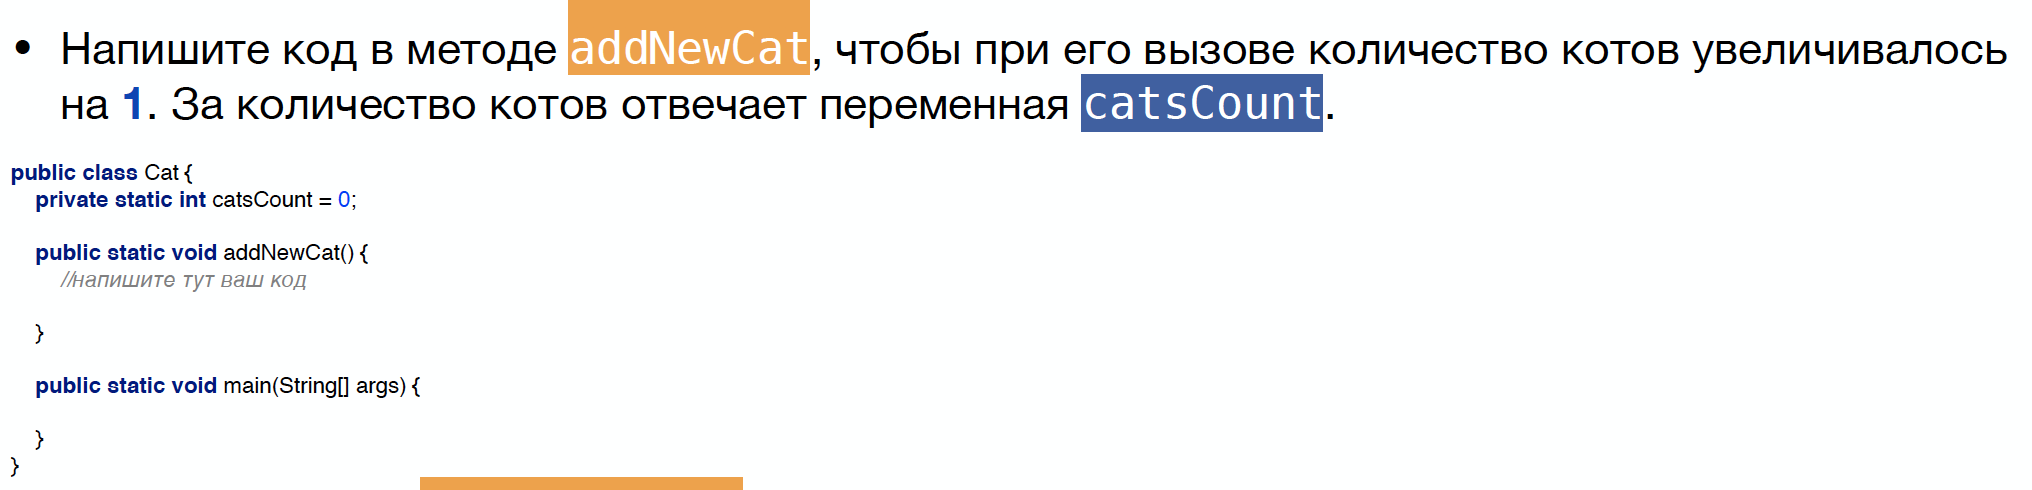 • Напишите код в методе addNewCat, чтобы при его вызове количество котов увеличивалось
на 1. За количество котов отвечает переменная catsCount.
public class Cat {
private static int catsCount = 0;
public static void addNewCat() {
//напишите тут ваш код
}
public static void main(String[] args) {
}
}